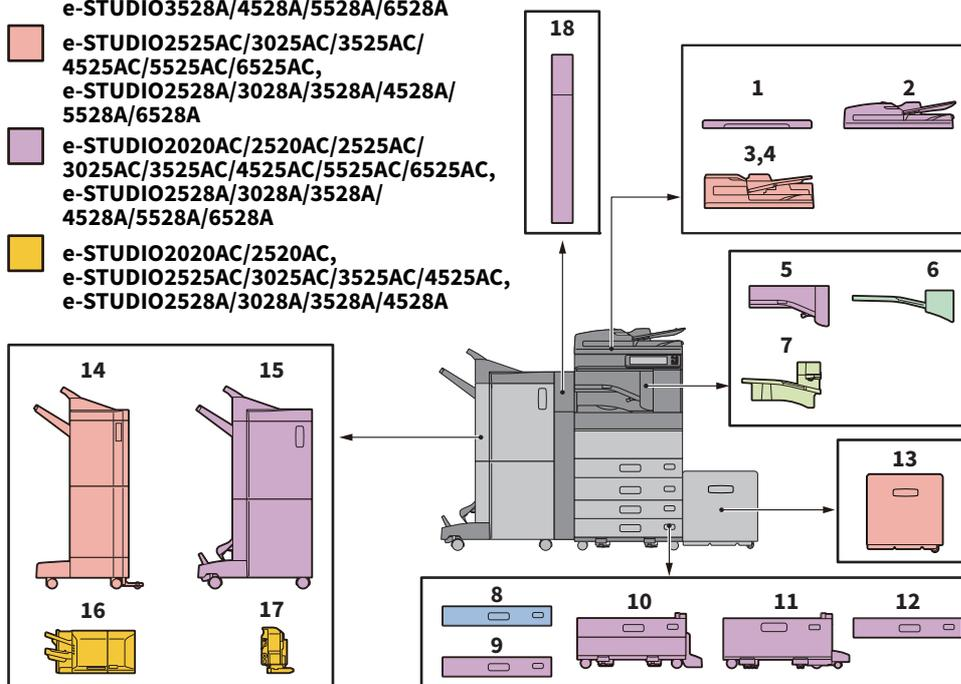 e-STUDIO3528A/4528A/5528A/6528A
e-STUDIO2525AC/3025AC/3525AC/
4525AC/5525AC/6525AC,
e-STUDIO2528A/3028A/3528A/4528A/
5528A/6528A
e-STUDIO2020AC/2520AC/2525AC/
3025AC/3525AC/4525AC/5525AC/6525AC,
e-STUDIO2528A/3028A/3528A/
4528A/5528A/6528A
e-STUDIO2020AC/2520AC,
e-STUDIO2525AC/3025AC/3525AC/4525AC,
e-STUDIO2528A/3028A/3528A/4528A
18
1
2
3,4
5
6
7
14
15
13
16
17
8
9
10
11
12